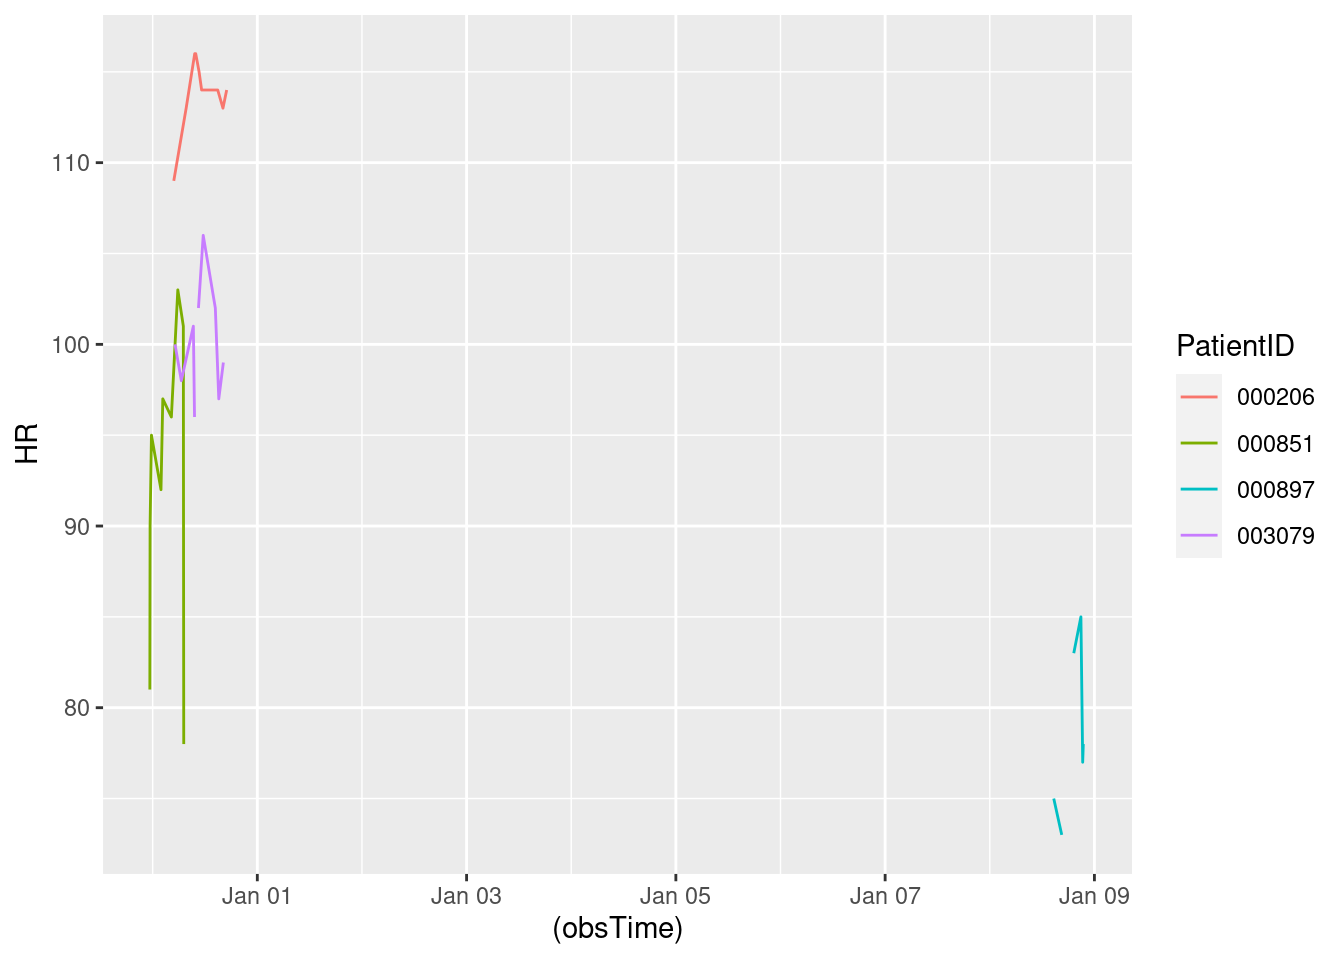 110
100
90
80
HR
Jan 01
Jan 03
Jan 05
Jan 07
Jan 09
(obsTime)
PatientID
000206
000851
000897
003079